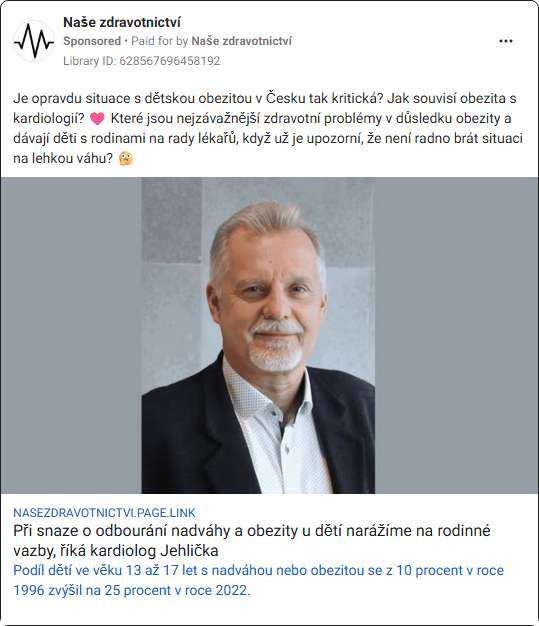 Naše zdravotnictví
Sponsored • Paid for by Naše zdravotnictví
Library ID: 628567696458192
Je opravdu situace s dětskou obezitou v Česku tak kritická? Jak souvisí obezita s
kardiologií? 💗 Které jsou nejzávažnější zdravotní problémy v důsledku obezity a
dávají děti s rodinami na rady lékařů, když už je upozorní, že není radno brát situaci
na lehkou váhu? 🤔
NASEZDRAVOTNICTVI.PAGE.LINK
Při snaze o odbourání nadváhy a obezity u dětí narážíme na rodinné
vazby, říká kardiolog Jehlička
Podíl dětí ve věku 13 až 17 let s nadváhou nebo obezitou se z 10 procent v roce
1996 zvýšil na 25 procent v roce 2022.